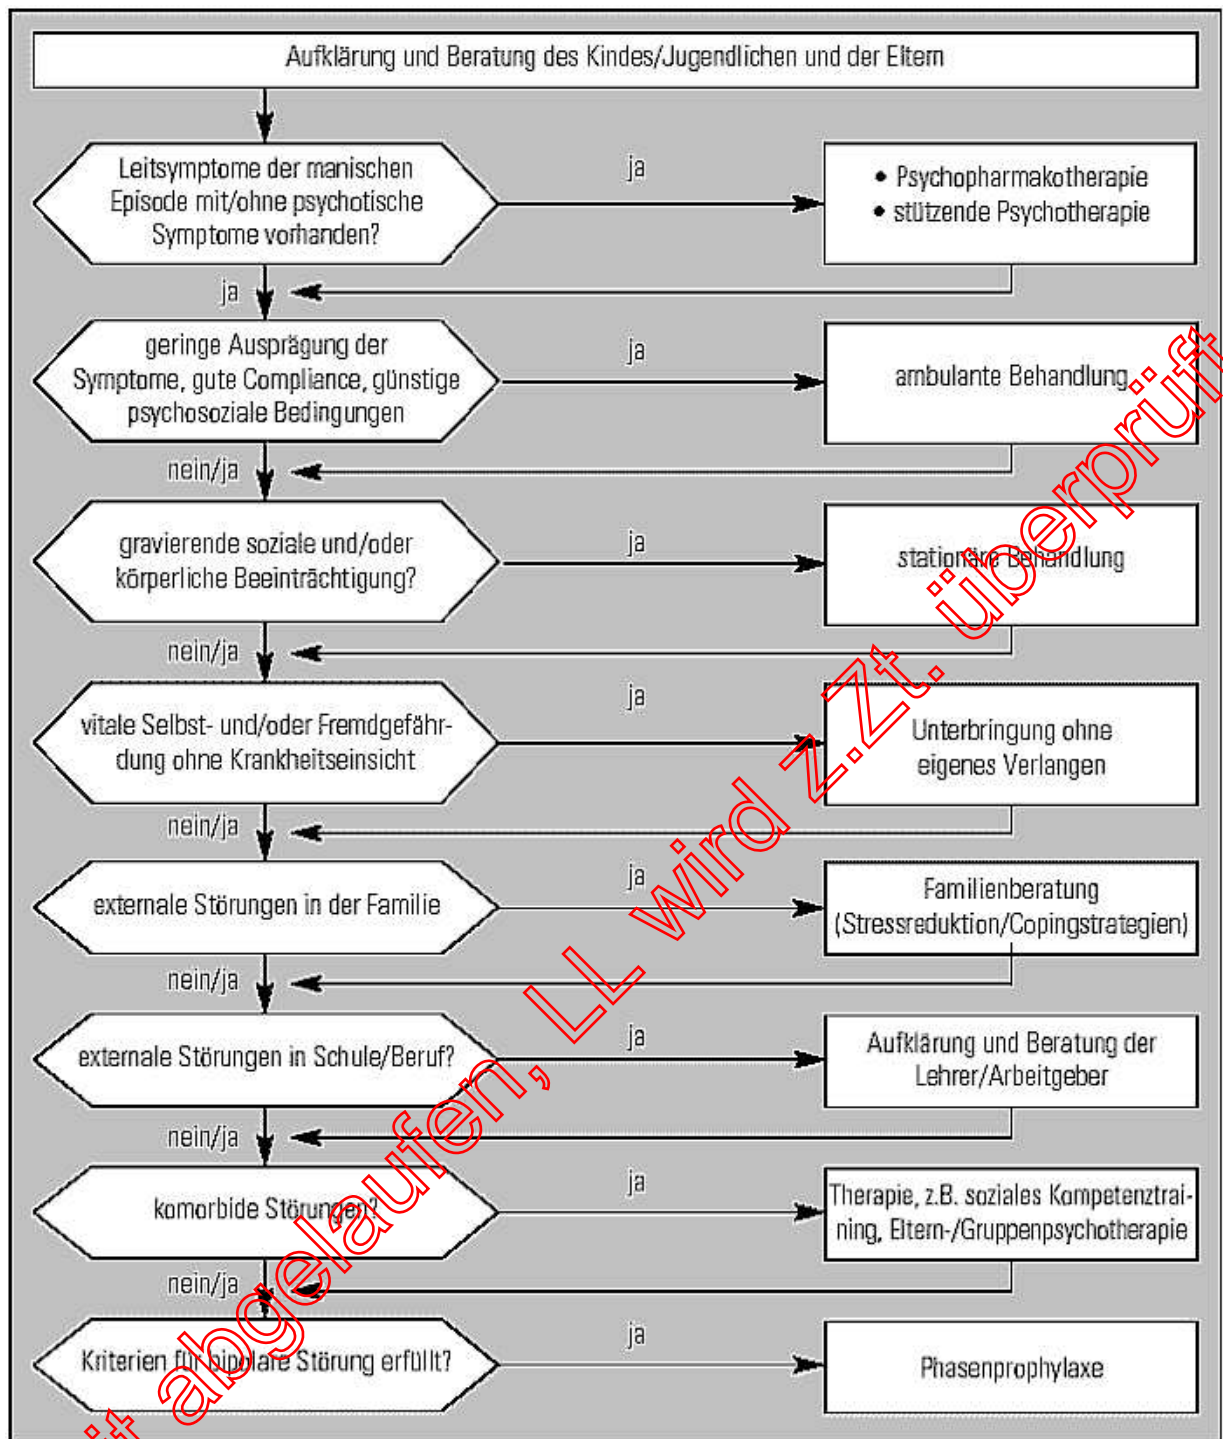 Aufklärung und Beratung des Kindes/Jugendlichen und der Eltern
Leitsymptome der manischen
Episode mit/ohne psychotische
Symptome vorhanden?
ja
• Psychopharmakotherapie
• stützende Psychotherapie
ja
geringe Ausprägung der
Symptome, gute Compliance, günstige
psychosoziale Bedingungen
ja
ambulante Behandlung
nein/ja
gravierende soziale und/oder
körperliche Beeinträchtigung?
ja
stationäre Behandlung
nein/ja
vitale Selbst- und/oder Fremdgefähr-
dung ohne Krankheitseinsicht
ja
Unterbringung ohne
eigenes Verlangen
nein/ja
externale Störungen in der Familie
ja
Familienberatung
(Stressreduktion/Copingstrategien)
nein/ja
externale Störungen in Schule/Beruf?
ja
Aufklärung und Beratung der
Lehrer/Arbeitgeber
nein/ja
komorbide Störungen?
ja
Therapie, z.B. soziales Kompetenztrai-
ning, Eltern-/Gruppenpsychotherapie
nein/ja
Kriterien für bipolare Störung erfüllt?
ja
Phasenprophylaxe
abgelaufen, LL wird z.Zt. überprüft